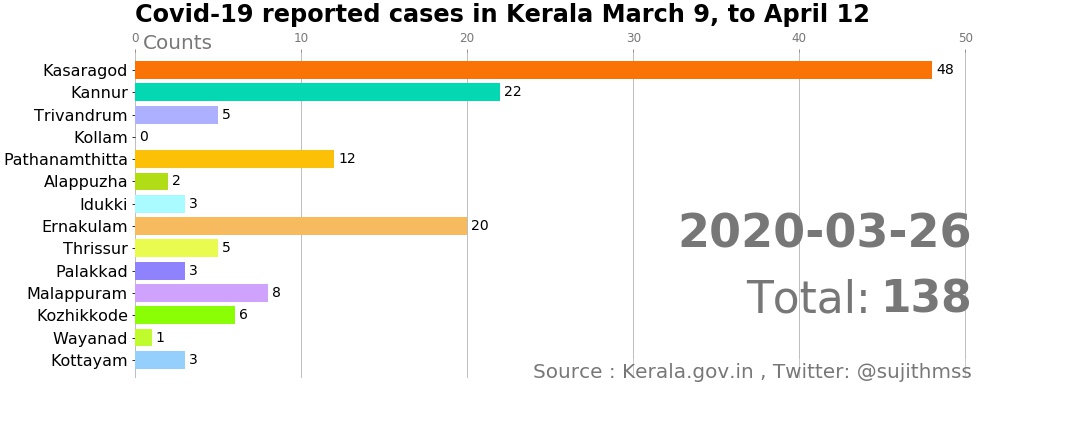 Covid-19 reported cases in Kerala March 9, to April 12
0 10 20 30 40 50
Counts
Kasaragod 48
Kannur 22
Trivandrum 5
Kollam 0
Pathanamthitta 12
Alappuzha 2
Idukki 3
Ernakulam 20
2020-03-26
Thrissur 5
Palakkad 3
Malappuram 8
Total: 138
Kozhikkode 6
Wayanad 1
Kottayam 3
Source : Kerala.gov.in , Twitter: @sujithmss